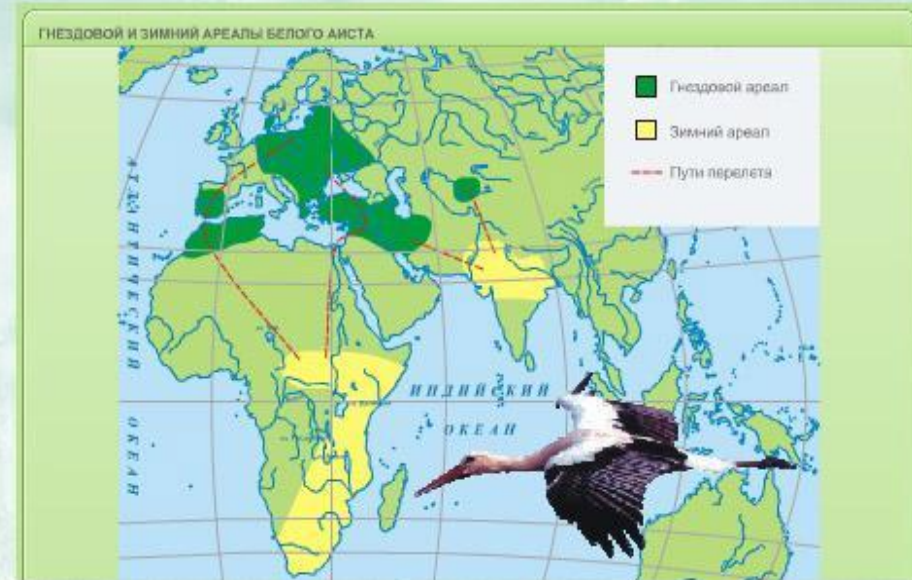 ГНЕЗДОВОЙ И ЗИМНИЙ АРЕАЛЫ БЕЛОГО АИСТА
Гнездовой ареал
Зимний ареал
Пути перелета
АТЛАНТИЧЕСКИЙ ОКЕАН
ИНДИЙСКИЙ
ОКЕАН